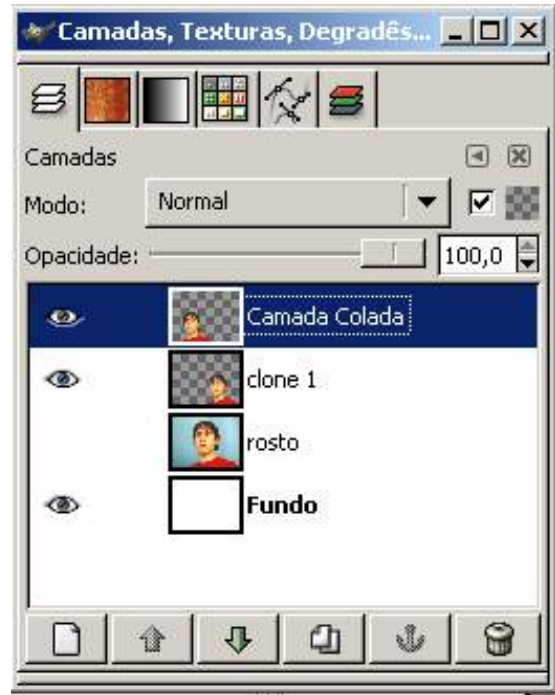 Camadas, Texturas, Degradês...
Camadas
Modo: Normal
Opacidade: 100,0
Camada Colada
clone 1
rosto
Fundo